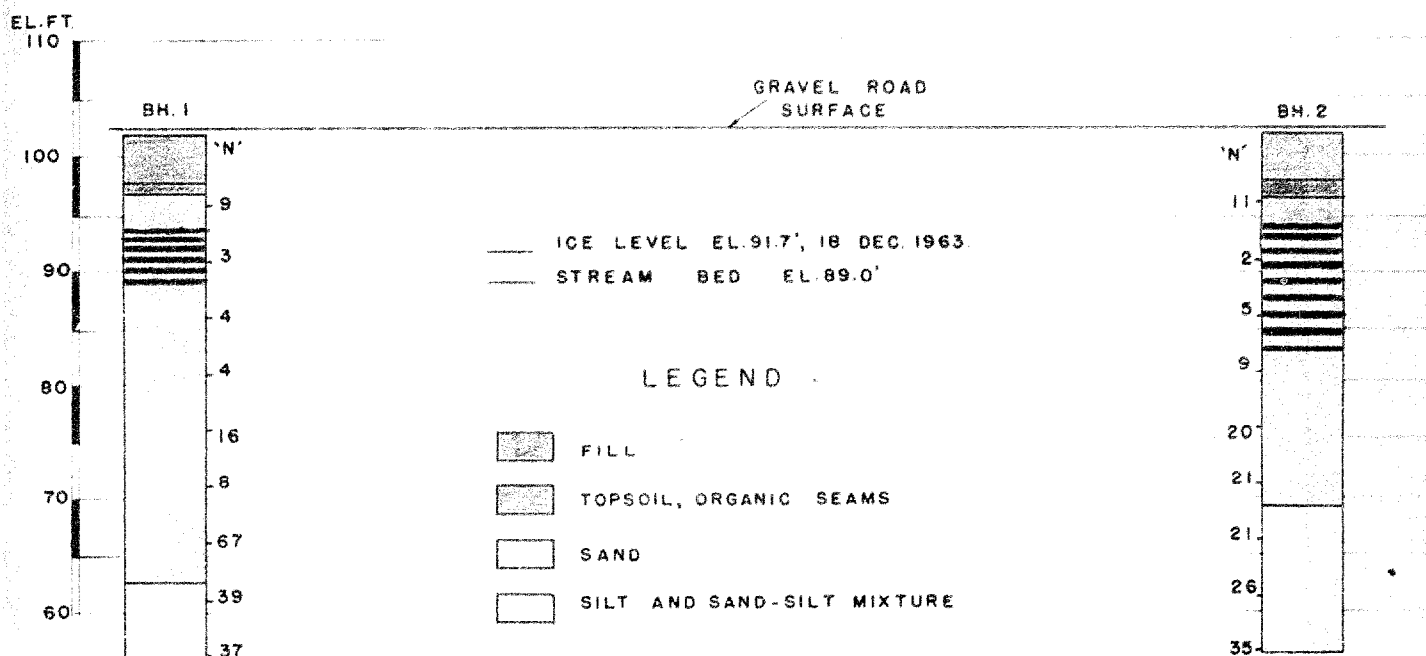 EL.FT.
110
GRAVEL ROAD
SURFACE
BH. 1
BH. 2
100
'N'
'N'
9
11
ICE LEVEL EL.91.7', 18 DEC. 1963.
3
2
90
STREAM BED EL.89.0'
4
5
4
9
LEGEND
80
16
20
FILL
8
21
70
TOPSOIL, ORGANIC SEAMS
67
21
SAND
39
26
60
SILT AND SAND-SILT MIXTURE
37
35